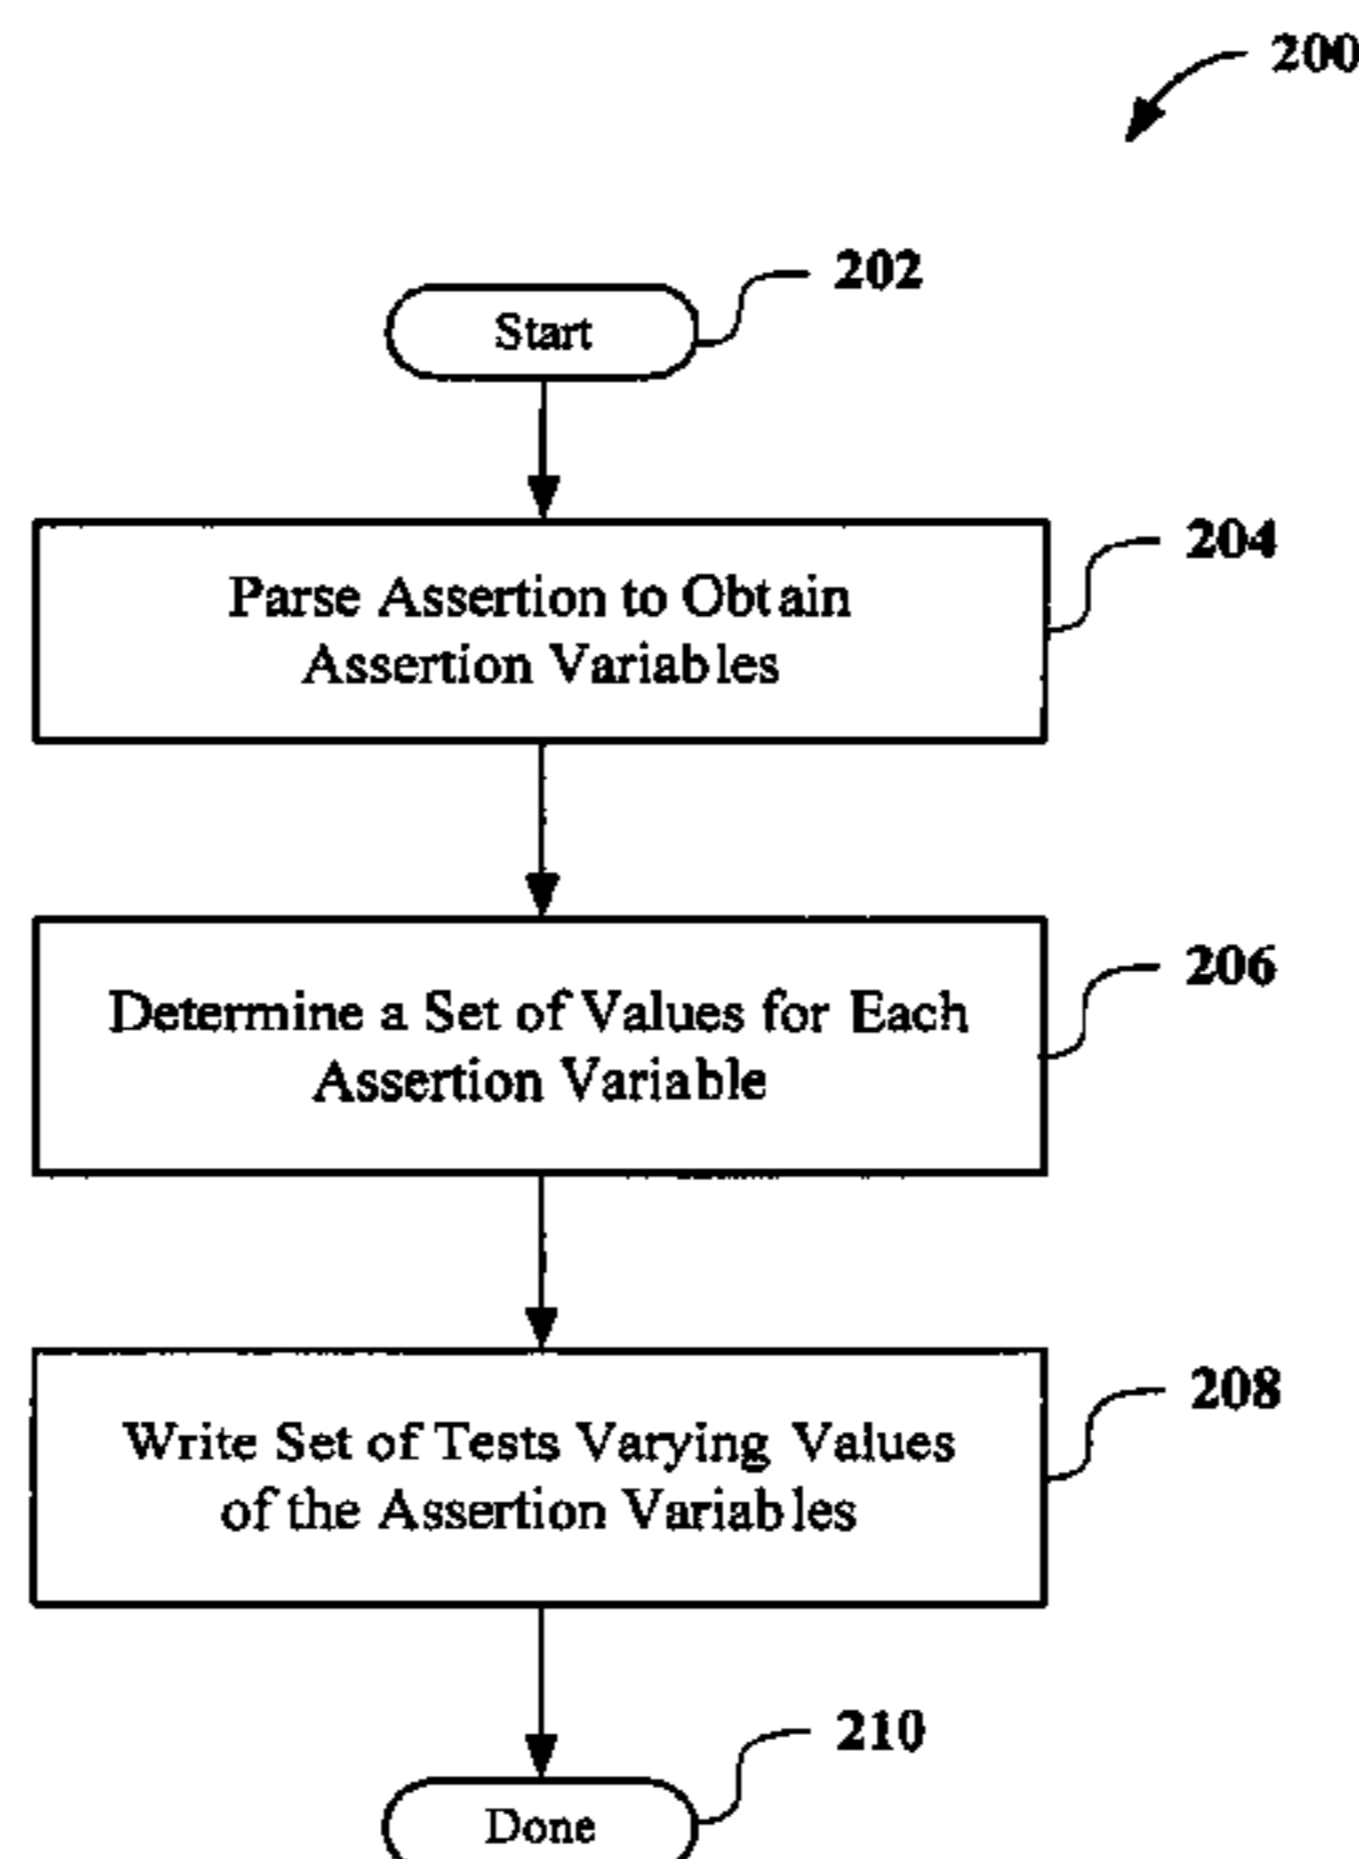 200
202
Start
204
Parse Assertion to Obtain
Assertion Variables
206
Determine a Set of Values for Each
Assertion Variable
208
Write Set of Tests Varying Values
of the Assertion Variables
210
Done